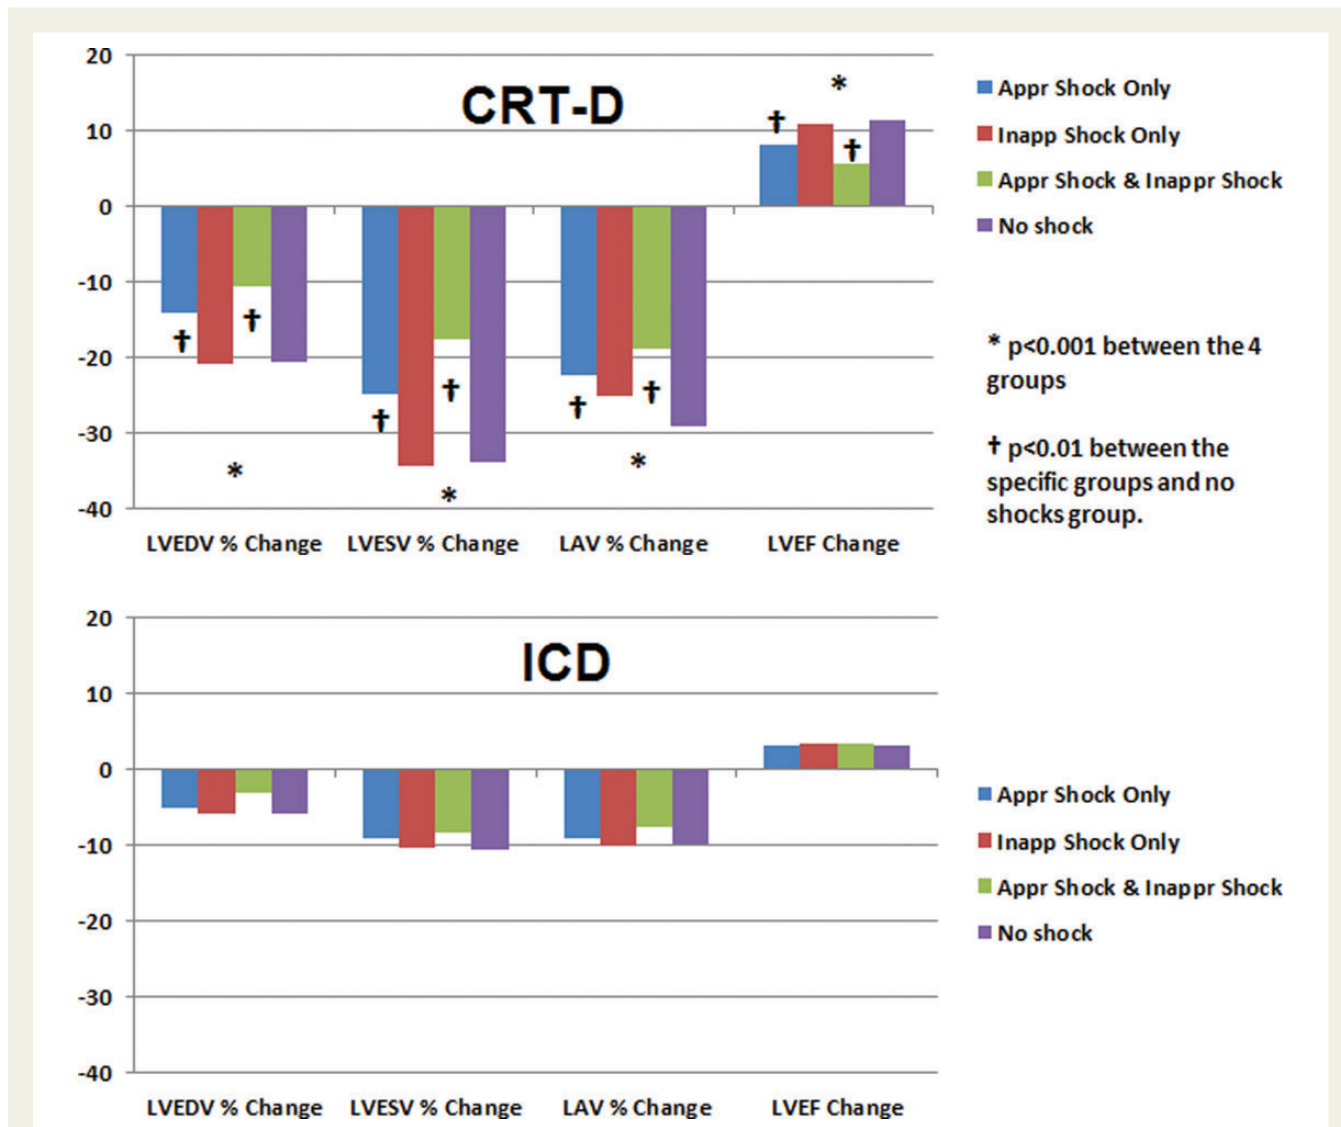 20
10
0
-10
-20
-30
-40
CRT-D
*
†
†
†
†
†
†
†
†
*
*
*
LVEDV % Change
LVESV % Change
LAV % Change
LVEF Change
Appr Shock Only
Inapp Shock Only
Appr Shock & Inappr Shock
No shock
* p<0.001 between the 4
groups
† p<0.01 between the
specific groups and no
shocks group.
20
10
0
-10
-20
-30
-40
ICD
LVEDV % Change
LVESV % Change
LAV % Change
LVEF Change
Appr Shock Only
Inapp Shock Only
Appr Shock & Inappr Shock
No shock